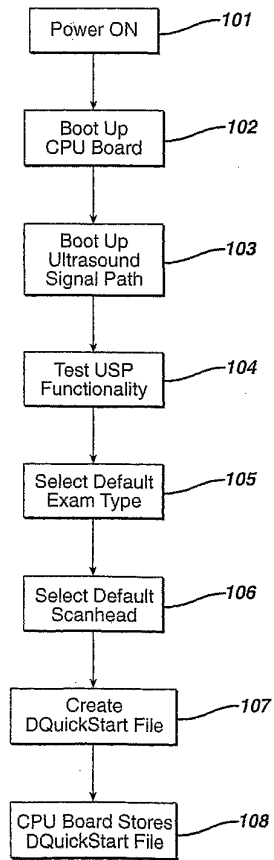 Power ON
101
Boot Up
CPU Board
102
Boot Up
Ultrasound
Signal Path
103
Test USP
Functionality
104
Select Default
Exam Type
105
Select Default
Scanhead
106
Create
DQuickStart File
107
CPU Board Stores
DQuickStart File
108